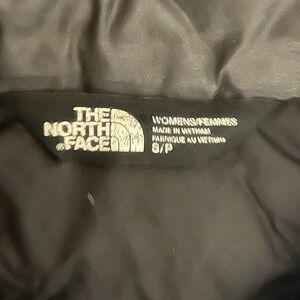 THE
NORTH
FACE
WOMENS/FEMMES
MADE IN VIETNAM
FABRIQUÉ AU VIETNAM
S/P